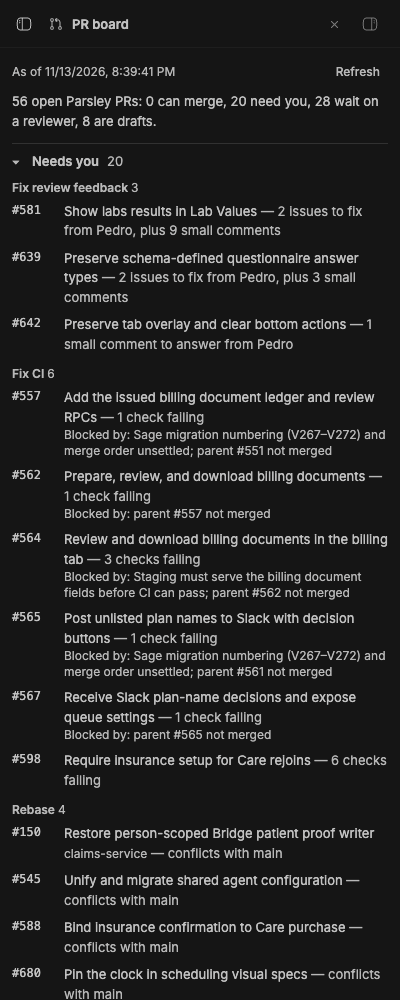 PR board
As of 11/13/2026, 8:39:41 PM
Refresh
56 open Parsley PRs: 0 can merge, 20 need you, 28 wait on
a reviewer, 8 are drafts.
Needs you 20
Fix review feedback 3
#581 Show labs results in Lab Values — 2 issues to fix
from Pedro, plus 9 small comments
#639 Preserve schema-defined questionnaire answer
types — 2 issues to fix from Pedro, plus 3 small
comments
#642 Preserve tab overlay and clear bottom actions — 1
small comment to answer from Pedro
Fix CI 6
#557 Add the issued billing document ledger and review
RPCs — 1 check failing
Blocked by: Sage migration numbering (V267–V272) and
merge order unsettled; parent #551 not merged
#562 Prepare, review, and download billing documents —
1 check failing
Blocked by: parent #557 not merged
#564 Review and download billing documents in the billing
tab — 3 checks failing
Blocked by: Staging must serve the billing document
fields before CI can pass; parent #562 not merged
#565 Post unlisted plan names to Slack with decision
buttons — 1 check failing
Blocked by: Sage migration numbering (V267–V272) and
merge order unsettled; parent #561 not merged
#567 Receive Slack plan-name decisions and expose
queue settings — 1 check failing
Blocked by: parent #565 not merged
#598 Require insurance setup for Care rejoins — 6 checks
failing
Rebase 4
#150 Restore person-scoped Bridge patient proof writer
claims-service — conflicts with main
#545 Unify and migrate shared agent configuration —
conflicts with main
#588 Bind insurance confirmation to Care purchase —
conflicts with main
#680 Pin the clock in scheduling visual specs — conflicts
with main